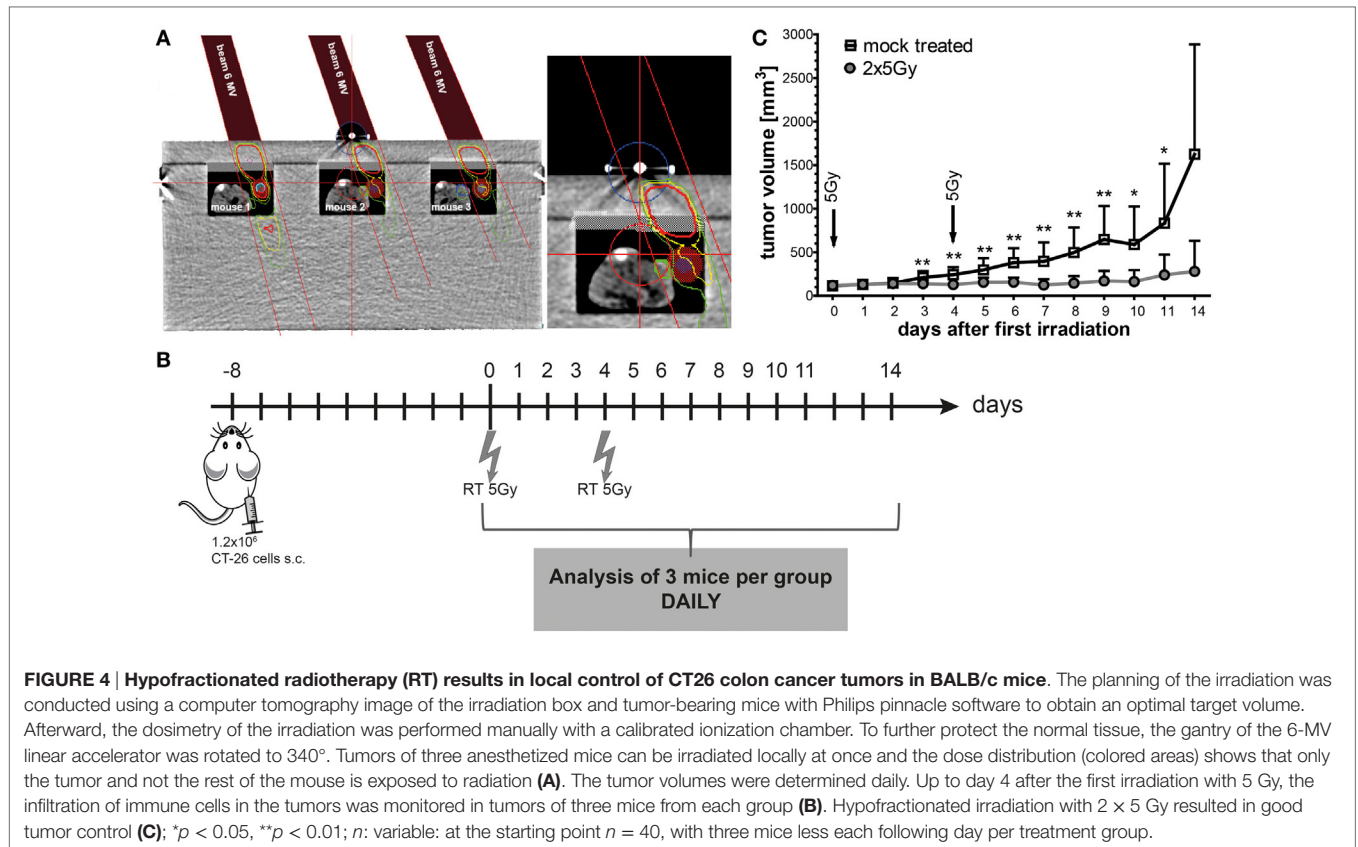 A
beam 6 MV
beam 6 MV
beam 6 MV
mouse 1
mouse 2
mouse 3
C
mock treated
2x5Gy
tumor volume [mm³]
3000
2500
2000
1500
1000
500
0
5Gy
5Gy
** ** ** ** ** ** ** ** * *
0 1 2 3 4 5 6 7 8 9 10 11 14
days after first irradiation
B
-8 0 1 2 3 4 5 6 7 8 9 10 11 14
days
RT 5Gy RT 5Gy
1.2x10⁶
CT-26 cells s.c.
Analysis of 3 mice per group
DAILY
FIGURE 4 | Hypofractionated radiotherapy (RT) results in local control of CT26 colon cancer tumors in BALB/c mice. The planning of the irradiation was
conducted using a computer tomography image of the irradiation box and tumor-bearing mice with Philips pinnacle software to obtain an optimal target volume.
Afterward, the dosimetry of the irradiation was performed manually with a calibrated ionization chamber. To further protect the normal tissue, the gantry of the 6-MV
linear accelerator was rotated to 340°. Tumors of three anesthetized mice can be irradiated locally at once and the dose distribution (colored areas) shows that only
the tumor and not the rest of the mouse is exposed to radiation (A). The tumor volumes were determined daily. Up to day 4 after the first irradiation with 5 Gy, the
infiltration of immune cells in the tumors was monitored in tumors of three mice from each group (B). Hypofractionated irradiation with 2 × 5 Gy resulted in good
tumor control (C); *p < 0.05, **p < 0.01; n: variable: at the starting point n = 40, with three mice less each following day per treatment group.